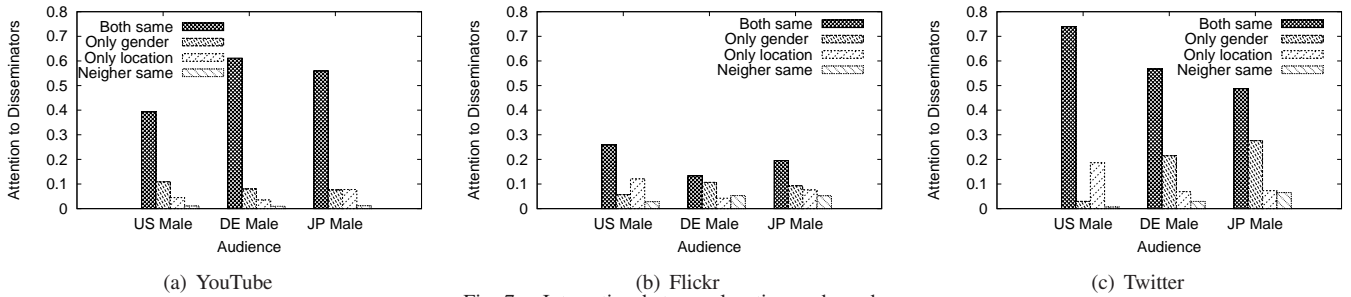 0.8
0.7
0.6
0.5
0.4
0.3
0.2
0.1
0
Attention to Disseminators
Both same
Only gender
Only location
Neigher same
US Male DE Male JP Male
Audience
(a) YouTube
0.8
0.7
0.6
0.5
0.4
0.3
0.2
0.1
0
Attention to Disseminators
Both same
Only gender
Only location
Neigher same
US Male DE Male JP Male
Audience
(b) Flickr
0.8
0.7
0.6
0.5
0.4
0.3
0.2
0.1
0
Attention to Disseminators
Both same
Only gender
Only location
Neigher same
US Male DE Male JP Male
Audience
(c) Twitter